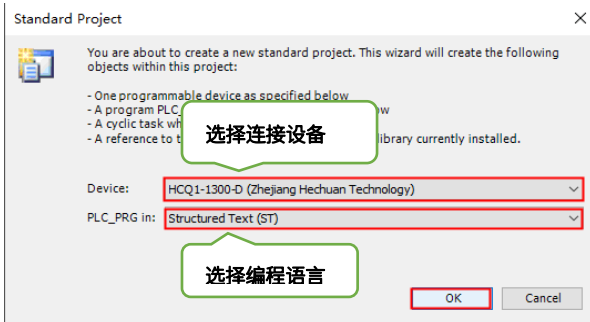 Standard Project
You are about to create a new standard project. This wizard will create the following
objects within this project:
- One programmable device as specified below
- A program PLC_ ow
- A cyclic task wh
- A reference to t library currently installed.
选择连接设备
Device: HCQ1-1300-D (Zhejiang Hechuan Technology)
PLC_PRG in: Structured Text (ST)
选择编程语言
OK Cancel